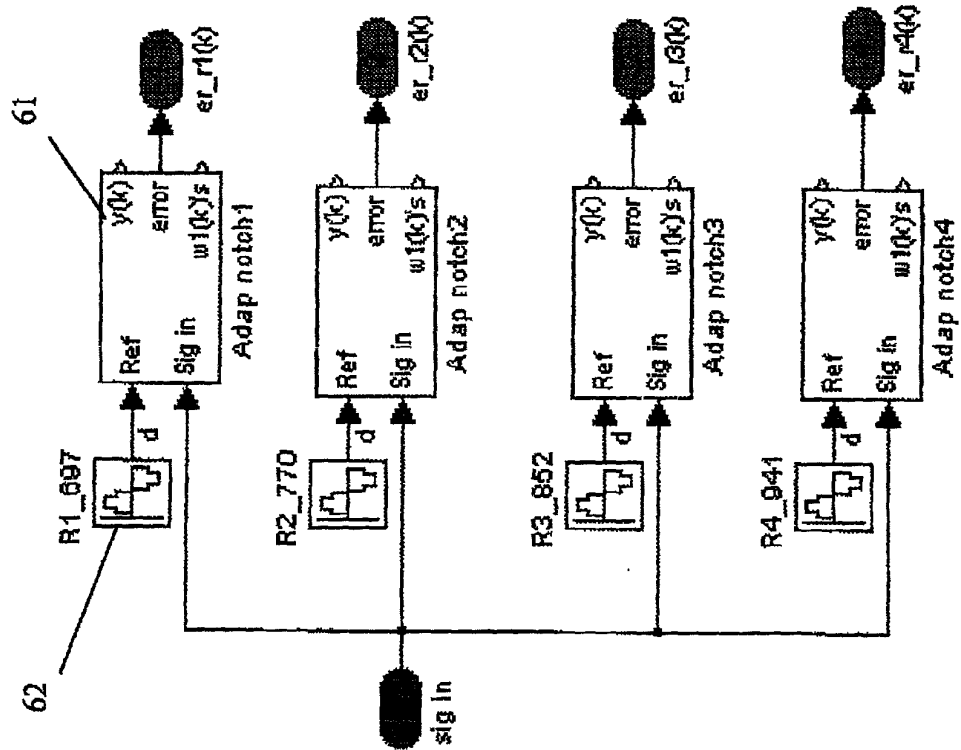 61
62
sig in
R1_697
d
Ref
Sig in
y(k)
error
w1(k)'s
Adap notch1
er_r1(k)
R2_770
d
Ref
Sig in
y(k)
error
w1(k)'s
Adap notch2
er_r2(k)
R3_852
d
Ref
Sig in
y(k)
error
w1(k)'s
Adap notch3
er_r3(k)
R4_941
d
Ref
Sig in
y(k)
error
w1(k)'s
Adap notch4
er_r4(k)